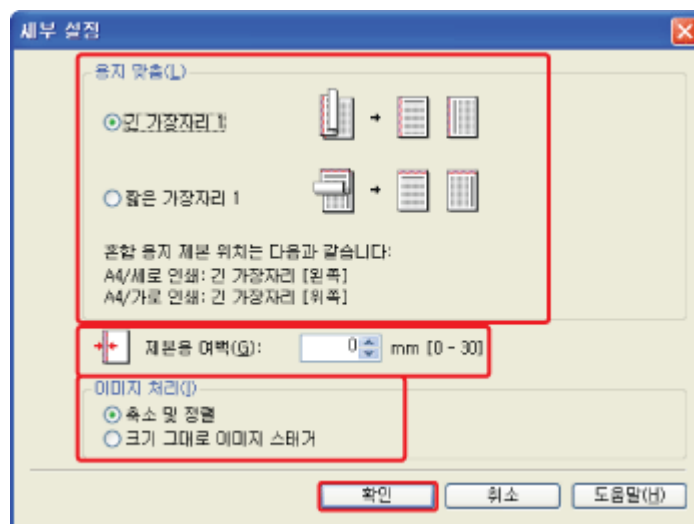 세부 설정
용지 맞춤(L)
긴 가장자리 1
짧은 가장자리 1
혼합 용지 제본 위치는 다음과 같습니다:
A4/세로 인쇄: 긴 가장자리 [왼쪽]
A4/가로 인쇄: 긴 가장자리 [위쪽]
제본용 여백(G): 0 mm [0 - 30]
이미지 처리(I)
축소 및 정렬
크기 그대로 이미지 스태거
확인 취소 도움말(H)